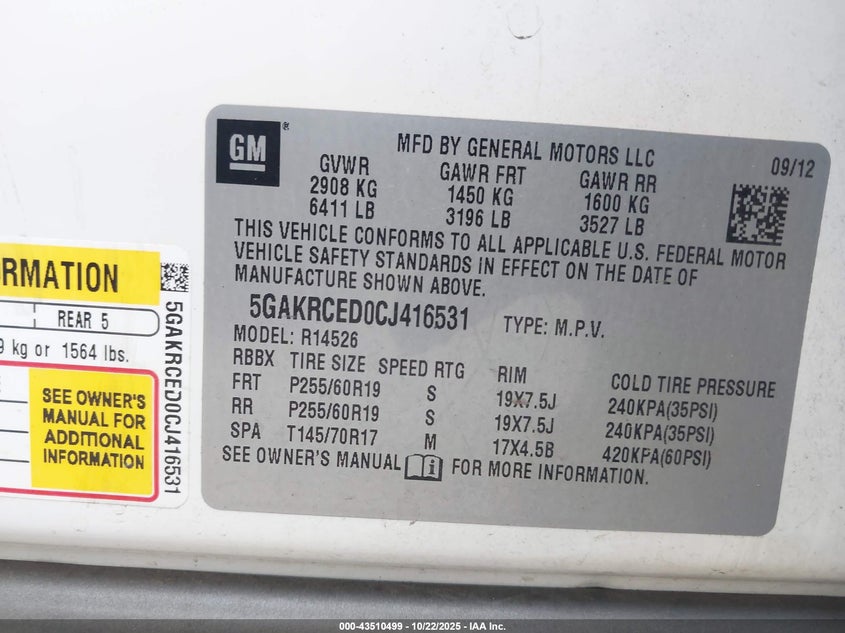 GM ®
MFD BY GENERAL MOTORS LLC
09/12
GVWR GAWR FRT GAWR RR
2908 KG 1450 KG 1600 KG
6411 LB 3196 LB 3527 LB
THIS VEHICLE CONFORMS TO ALL APPLICABLE U.S. FEDERAL MOTOR
VEHICLE SAFETY STANDARDS IN EFFECT ON THE DATE OF
MANUFACTURE SHOWN ABOVE.
5GAKRCED0CJ416531 TYPE: M.P.V.
MODEL: R14526
RBBX TIRE SIZE SPEED RTG RIM COLD TIRE PRESSURE
FRT P255/60R19 S 19X7.5J 240KPA(35PSI)
RR P255/60R19 S 19X7.5J 240KPA(35PSI)
SPA T145/70R17 M 17X4.5B 420KPA(60PSI)
SEE OWNER'S MANUAL i FOR MORE INFORMATION.
RMATION
REAR 5
9 kg or 1564 lbs.
SEE OWNER'S
MANUAL FOR
ADDITIONAL
INFORMATION
5GAKRCED0CJ416531
000-43510499 - 10/22/2025 - IAA Inc.